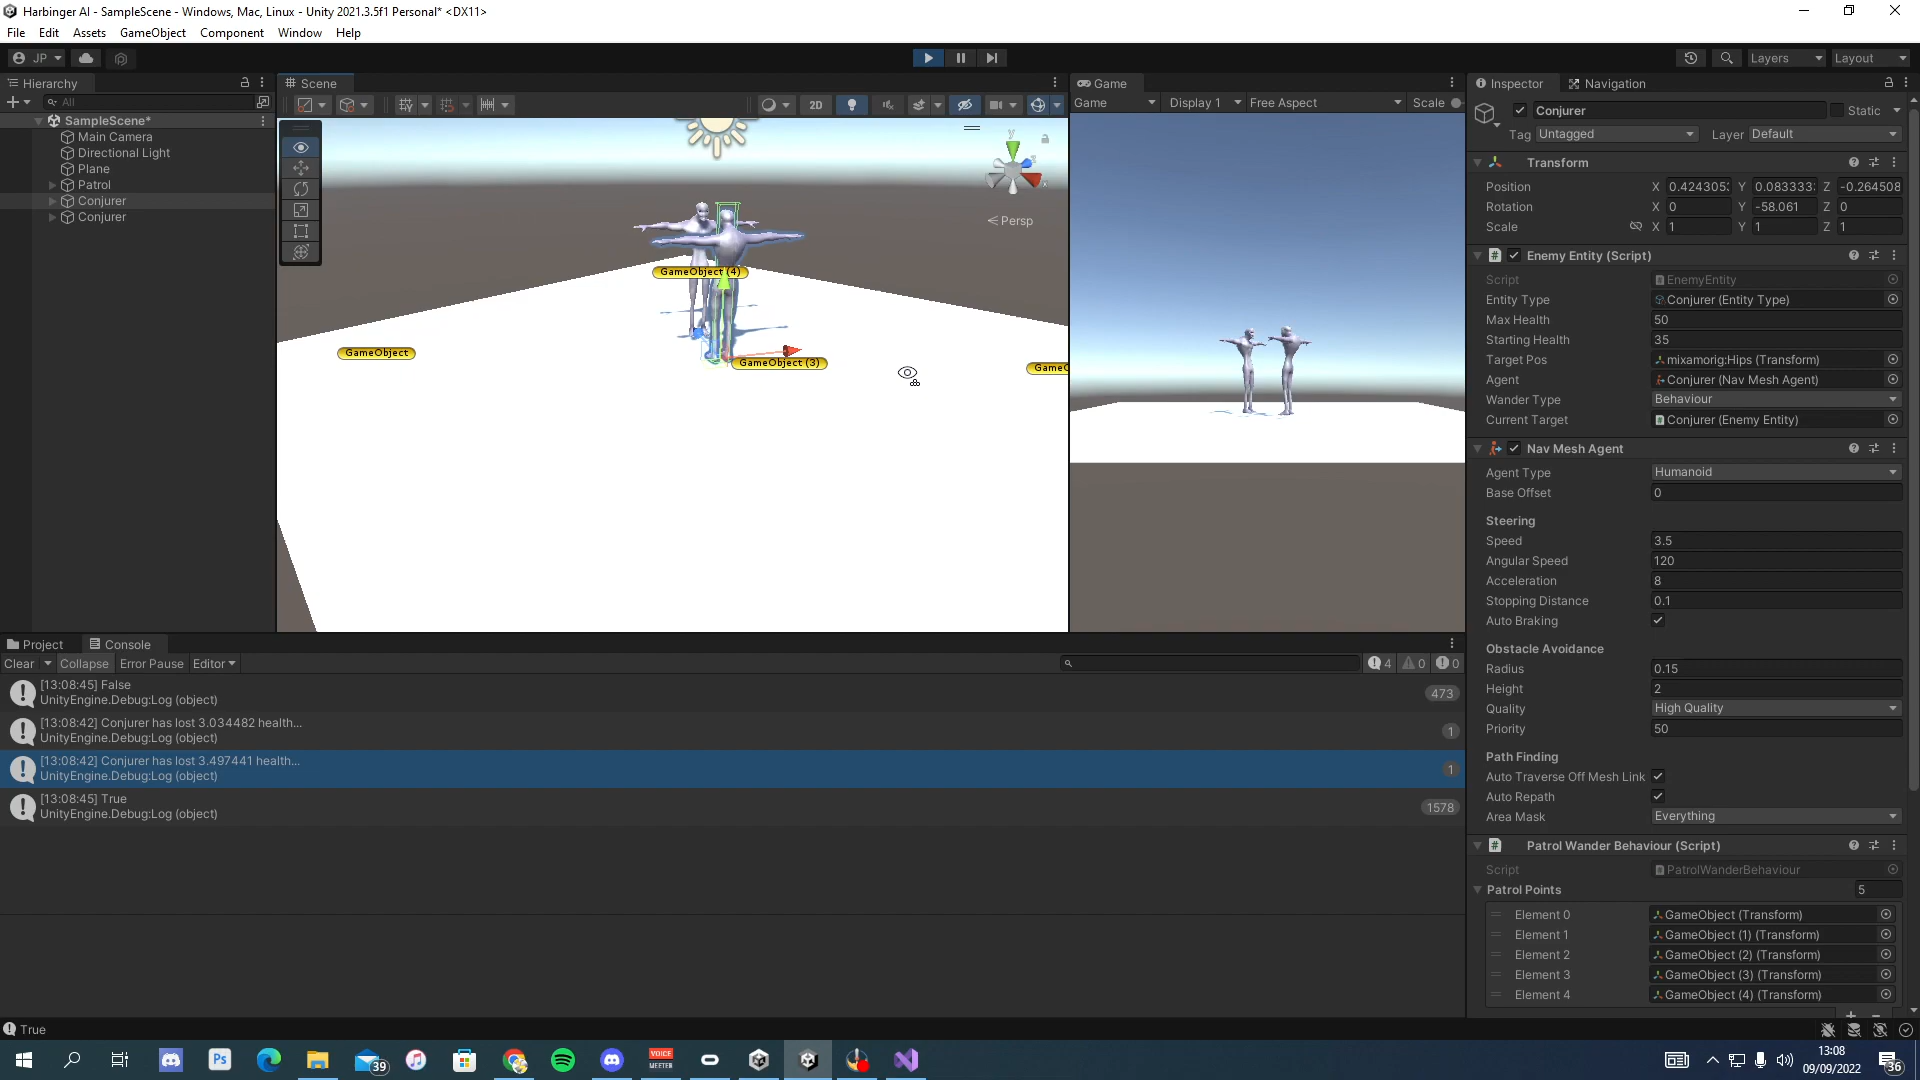 Harbinger AI - SampleScene - Windows, Mac, Linux - Unity 2021.3.5f1 Personal* <DX11>
File Edit Assets GameObject Component Window Help
JP Layers Layout
Hierarchy
All
SampleScene*
Main Camera
Directional Light
Plane
Patrol
Conjurer
Conjurer
Scene
2D
y
x
Persp
GameObject (4)
GameObject
GameObject (3)
GameO
Game
Game Display 1 Free Aspect Scale
Inspector Navigation
Conjurer Static
Tag Untagged Layer Default
Transform
Position X 0.424305 Y 0.083333 Z -0.264508
Rotation X 0 Y -58.061 Z 0
Scale X 1 Y 1 Z 1
Enemy Entity (Script)
Script EnemyEntity
Entity Type Conjurer (Entity Type)
Max Health 50
Starting Health 35
Target Pos mixamorig:Hips (Transform)
Agent Conjurer (Nav Mesh Agent)
Wander Type Behaviour
Current Target Conjurer (Enemy Entity)
Nav Mesh Agent
Agent Type Humanoid
Base Offset 0
Steering
Speed 3.5
Angular Speed 120
Acceleration 8
Stopping Distance 0.1
Auto Braking
Obstacle Avoidance
Radius 0.15
Height 2
Quality High Quality
Priority 50
Path Finding
Auto Traverse Off Mesh Link
Auto Repath
Area Mask Everything
Patrol Wander Behaviour (Script)
Script PatrolWanderBehaviour
Patrol Points 5
Element 0 GameObject (Transform)
Element 1 GameObject (1) (Transform)
Element 2 GameObject (2) (Transform)
Element 3 GameObject (3) (Transform)
Element 4 GameObject (4) (Transform)
Project Console
Clear Collapse Error Pause Editor 4 0 0
[13:08:45] False
UnityEngine.Debug:Log (object) 473
[13:08:42] Conjurer has lost 3.034482 health...
UnityEngine.Debug:Log (object) 1
[13:08:42] Conjurer has lost 3.497441 health...
UnityEngine.Debug:Log (object) 1
[13:08:45] True
UnityEngine.Debug:Log (object) 1578
True
Ps 39 VOICE MEETER 13:08
09/09/2022 36